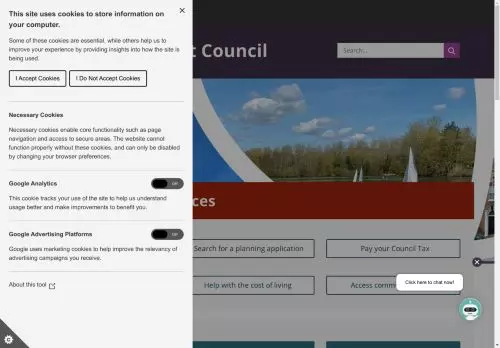 This site uses cookies to store information on
your computer.
Some of these cookies are essential, while others help us to
improve your experience by providing insights into how the site is
being used.
I Accept Cookies
I Do Not Accept Cookies
Necessary Cookies
Necessary cookies enable core functionality such as page
navigation and access to secure areas. The website cannot
function properly without these cookies, and can only be disabled
by changing your browser preferences.
Google Analytics
Off
This cookie tracks your use of the site to help us understand
usage better and make improvements to benefit you.
Google Advertising Platforms
Off
Google uses marketing cookies to help improve the relevancy of
advertising campaigns you receive.
About this tool
t Council
Search...
ces
Search for a planning application
Pay your Council Tax
Help with the cost of living
Access com
Click here to chat now!